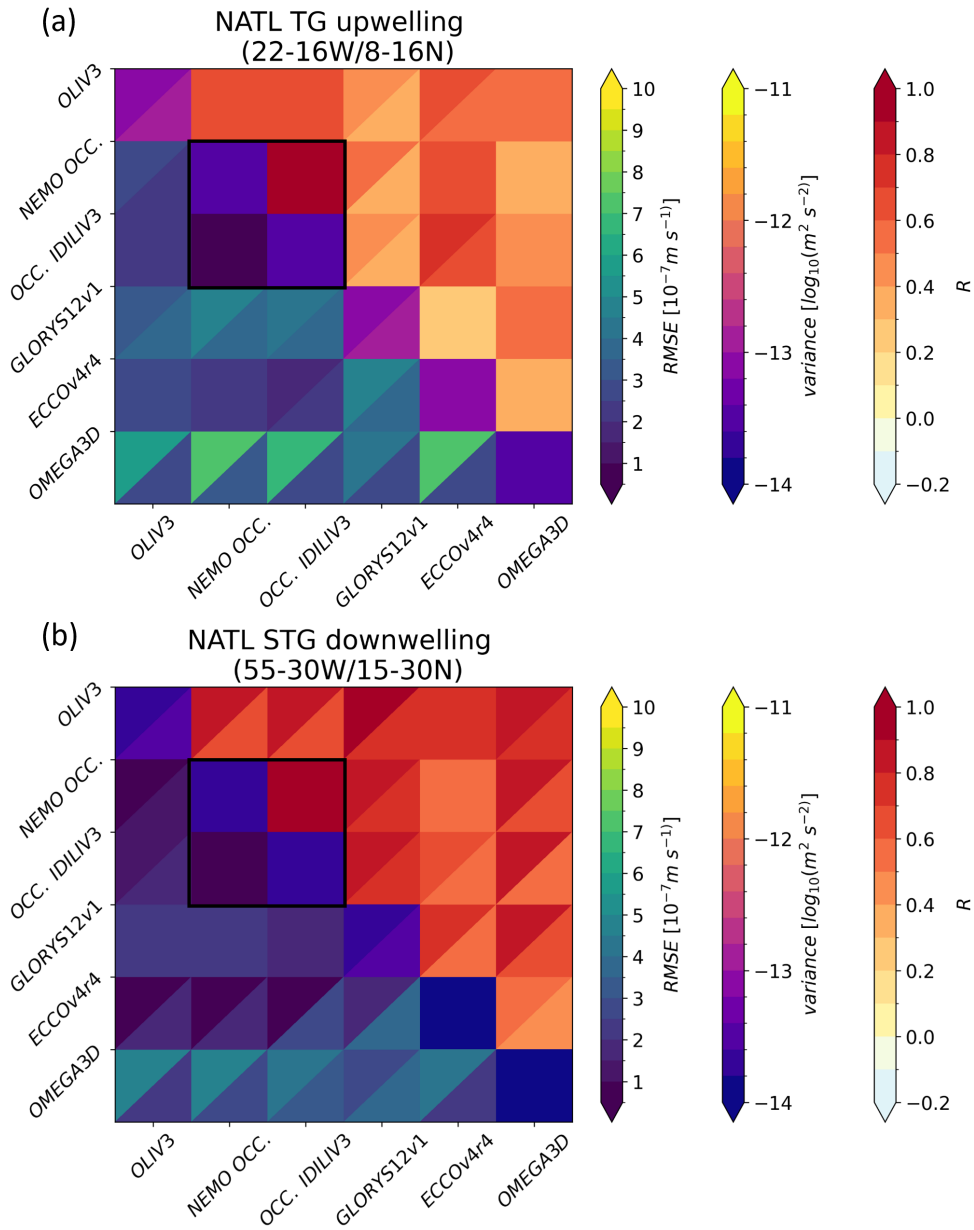 (a)
NATL TG upwelling
(22-16W/8-16N)
OLIV3
NEMO OCC.
OCC. IDILIV3
GLORYS12v1
ECCOv4r4
OMEGA3D
OLIV3
NEMO OCC.
OCC. IDILIV3
GLORYS12v1
ECCOv4r4
OMEGA3D
10
9
8
7
6
5
4
3
2
1
RMSE [10⁻⁷m s⁻¹⁾]
−11
−12
−13
−14
variance [log₁₀(m² s⁻²⁾]
1.0
0.8
0.6
0.4
0.2
0.0
−0.2
R
(b)
NATL STG downwelling
(55-30W/15-30N)
OLIV3
NEMO OCC.
OCC. IDILIV3
GLORYS12v1
ECCOv4r4
OMEGA3D
OLIV3
NEMO OCC.
OCC. IDILIV3
GLORYS12v1
ECCOv4r4
OMEGA3D
10
9
8
7
6
5
4
3
2
1
RMSE [10⁻⁷m s⁻¹⁾]
−11
−12
−13
−14
variance [log₁₀(m² s⁻²⁾]
1.0
0.8
0.6
0.4
0.2
0.0
−0.2
R